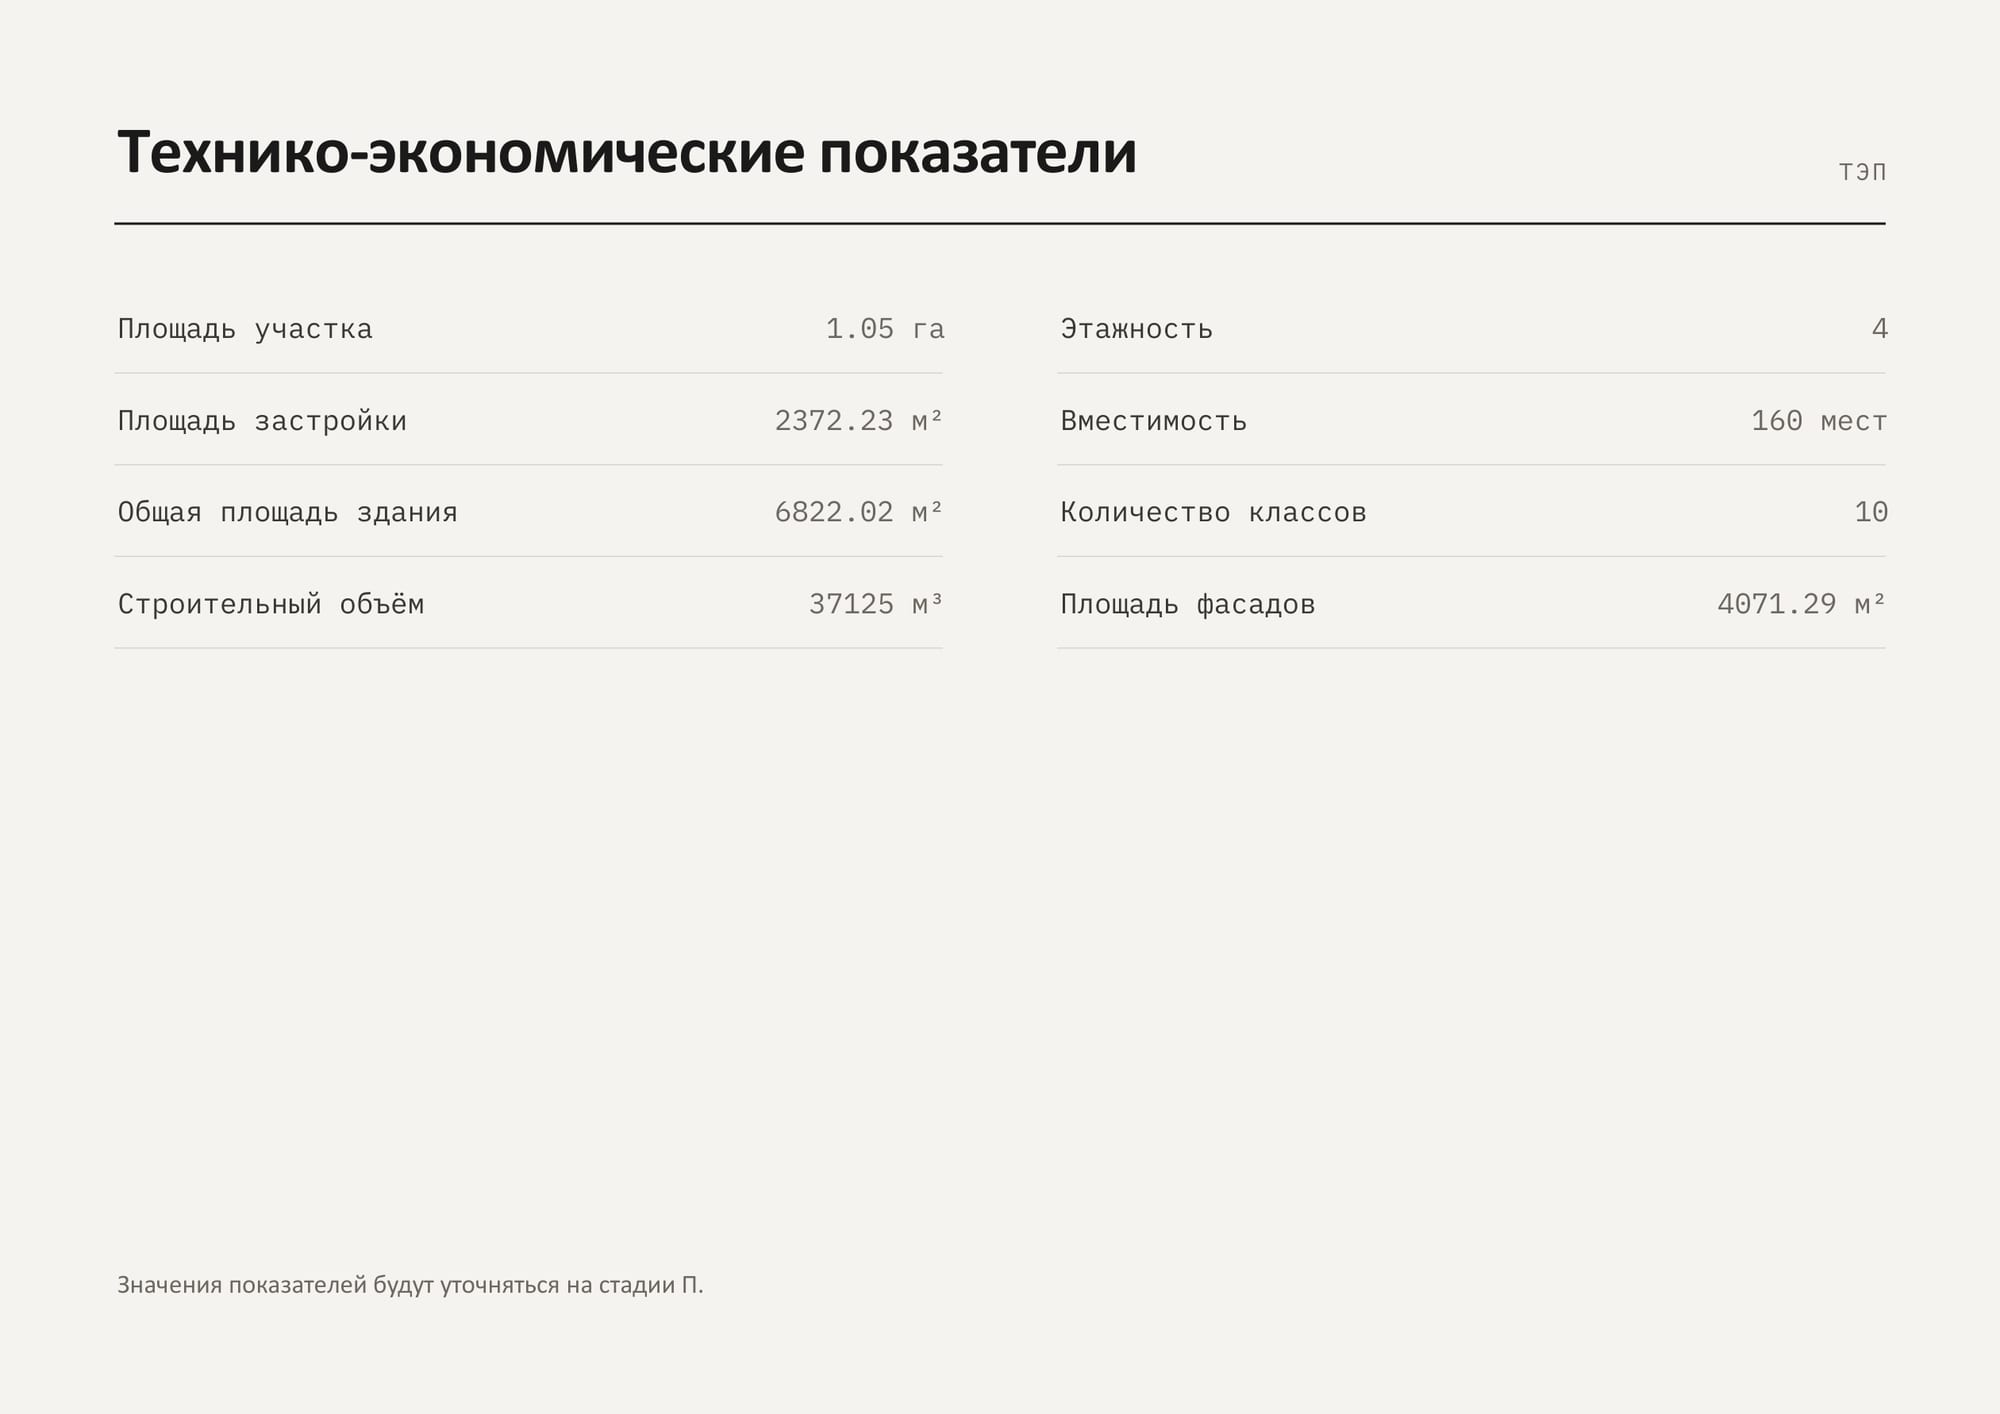 Технико-экономические показатели
ТЭП
Площадь участка 1.05 га
Площадь застройки 2372.23 м²
Общая площадь здания 6822.02 м²
Строительный объём 37125 м³
Этажность 4
Вместимость 160 мест
Количество классов 10
Площадь фасадов 4071.29 м²
Значения показателей будут уточняться на стадии П.